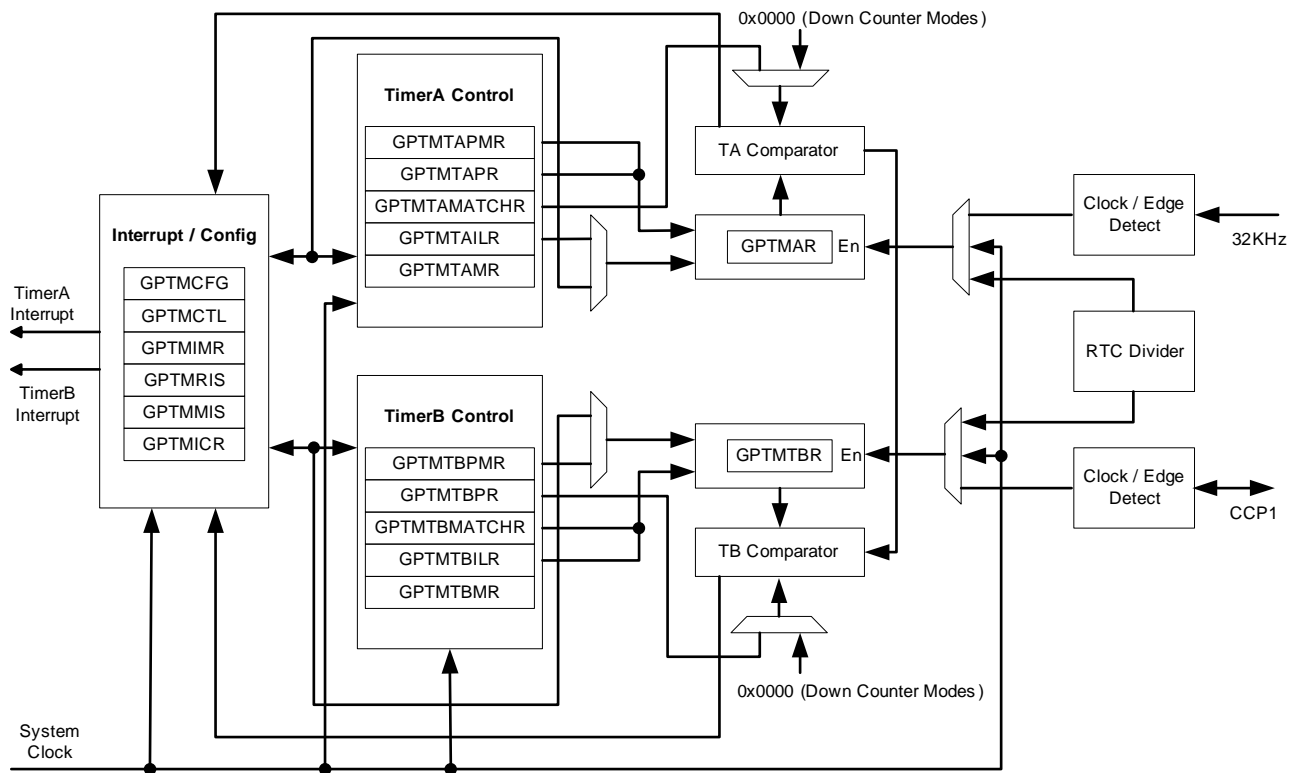 0x0000 (Down Counter Modes)
TimerA Control
GPTMTAPMR
GPTMTAPR
GPTMTAMATCHR
GPTMTAILR
GPTMTAMR
TA Comparator
GPTMAR
En
Clock / Edge
Detect
32KHz
Interrupt / Config
GPTMCFG
GPTMCTL
GPTMIMR
GPTMRIS
GPTMMIS
GPTMICR
TimerA
Interrupt
TimerB
Interrupt
RTC Divider
TimerB Control
GPTMTBPMR
GPTMTBPR
GPTMTBMATCHR
GPTMTBILR
GPTMTBMR
GPTMTBR
En
TB Comparator
Clock / Edge
Detect
CCP1
0x0000 (Down Counter Modes)
System
Clock